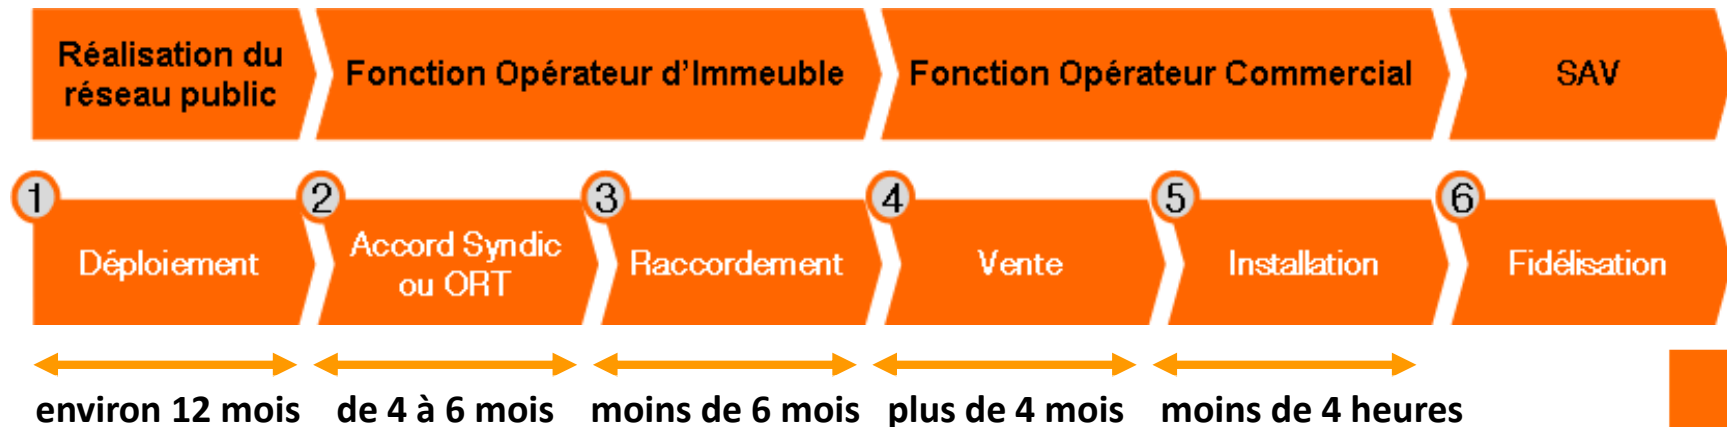 Réalisation du
réseau public
Fonction Opérateur d'Immeuble
Fonction Opérateur Commercial
SAV
1
2
3
4
5
6
Déploiement
Accord Syndic
ou ORT
Raccordement
Vente
Installation
Fidélisation
environ 12 mois
de 4 à 6 mois
moins de 6 mois
plus de 4 mois
moins de 4 heures